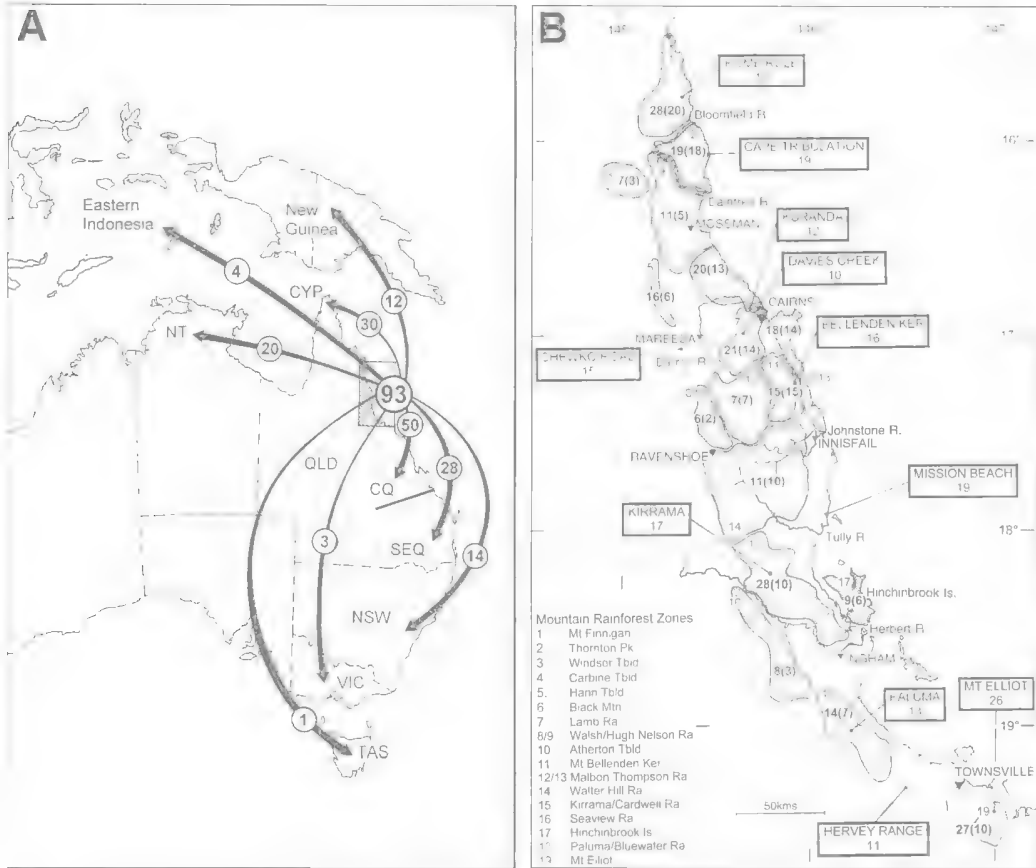 A
Eastern
Indonesia
New
Guinea
4
CYP
12
30
NT
20
93
50
QLD
28
CQ
3
SEQ
14
NSW
VIC
1
TAS
B
28(20)
Bloomfield R
16°
19(18)
CAPE TRIBULATION
19
7(3)
11(5)
MOSSMAN
KURANDA
12
DAVIES CREEK
10
20(13)
16(6)
CAIRNS
18(14)
BELLENDEN KER
16
MAREEBA
21(14)
15(15)
7(7)
6(2)
Johnstone R.
INNISFAIL
RAVENSHOE
11(10)
MISSION BEACH
19
KIRRAMA
17
14
18°
Tully R
28(10)
17
9(6)
Hinchinbrook Is.
Herbert R
8(3)
PALUMA
MT ELLIOT
26
14(7)
19°
TOWNSVILLE
50kms
19
27(10)
HERVEY RANGE
11
Mountain Rainforest Zones
1 Mt Finnigan
2 Thornton Pk
3 Windsor Tbld
4 Carbine Tbld
5. Hann Tbld
6 Black Mtn
7 Lamb Ra
8/9 Walsh/Hugh Nelson Ra
10 Atherton Tbld
11 Mt Bellenden Ker
12/13 Malbon Thompson Ra
14 Walter Hill Ra
15 Kirrama/Cardwell Ra
16 Seaview Ra
17 Hinchinbrook Is
Paluma/Bluewater Ra
Mt Elliot